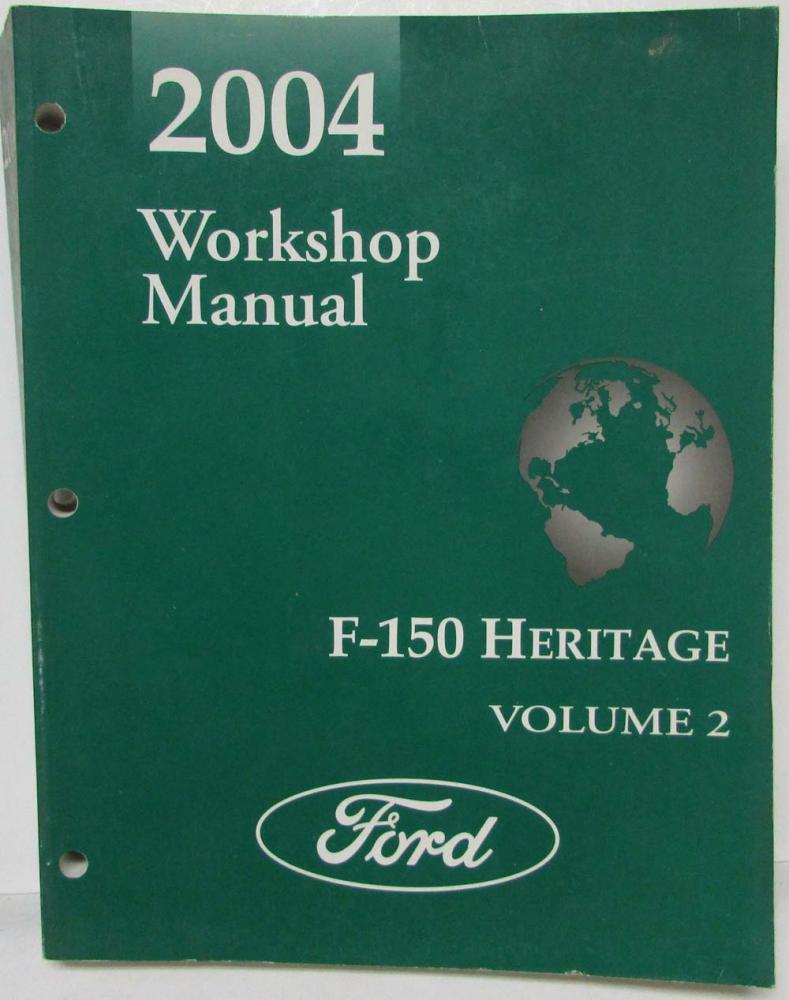 2004
Workshop
Manual
F-150 HERITAGE
VOLUME 2
Ford